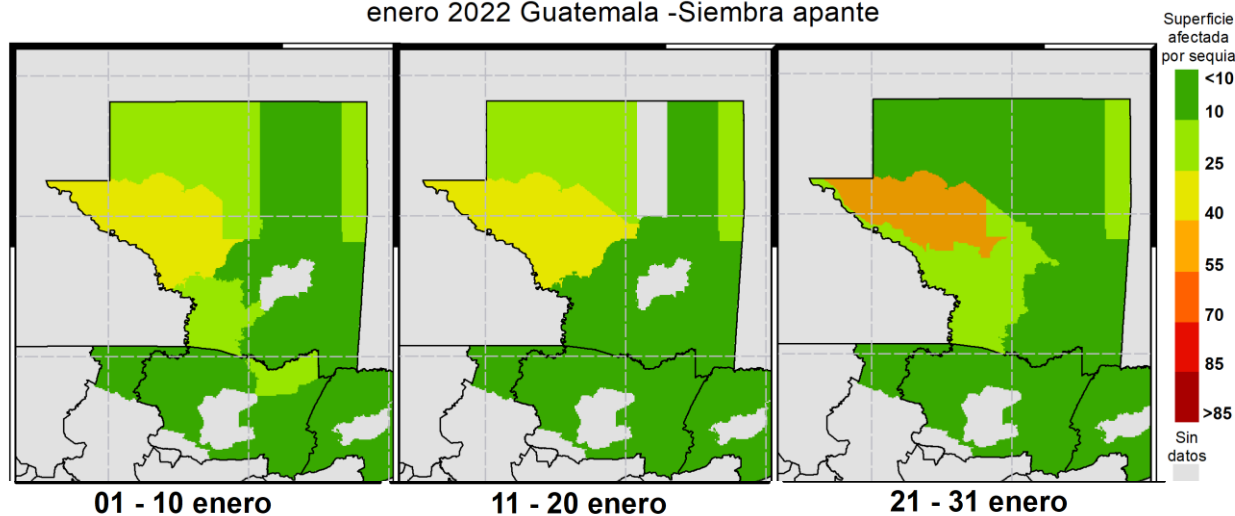 enero 2022 Guatemala -Siembra apante
Superficie
afectada
por sequia
<10
10
25
40
55
70
85
>85
Sin
datos
01 - 10 enero
11 - 20 enero
21 - 31 enero